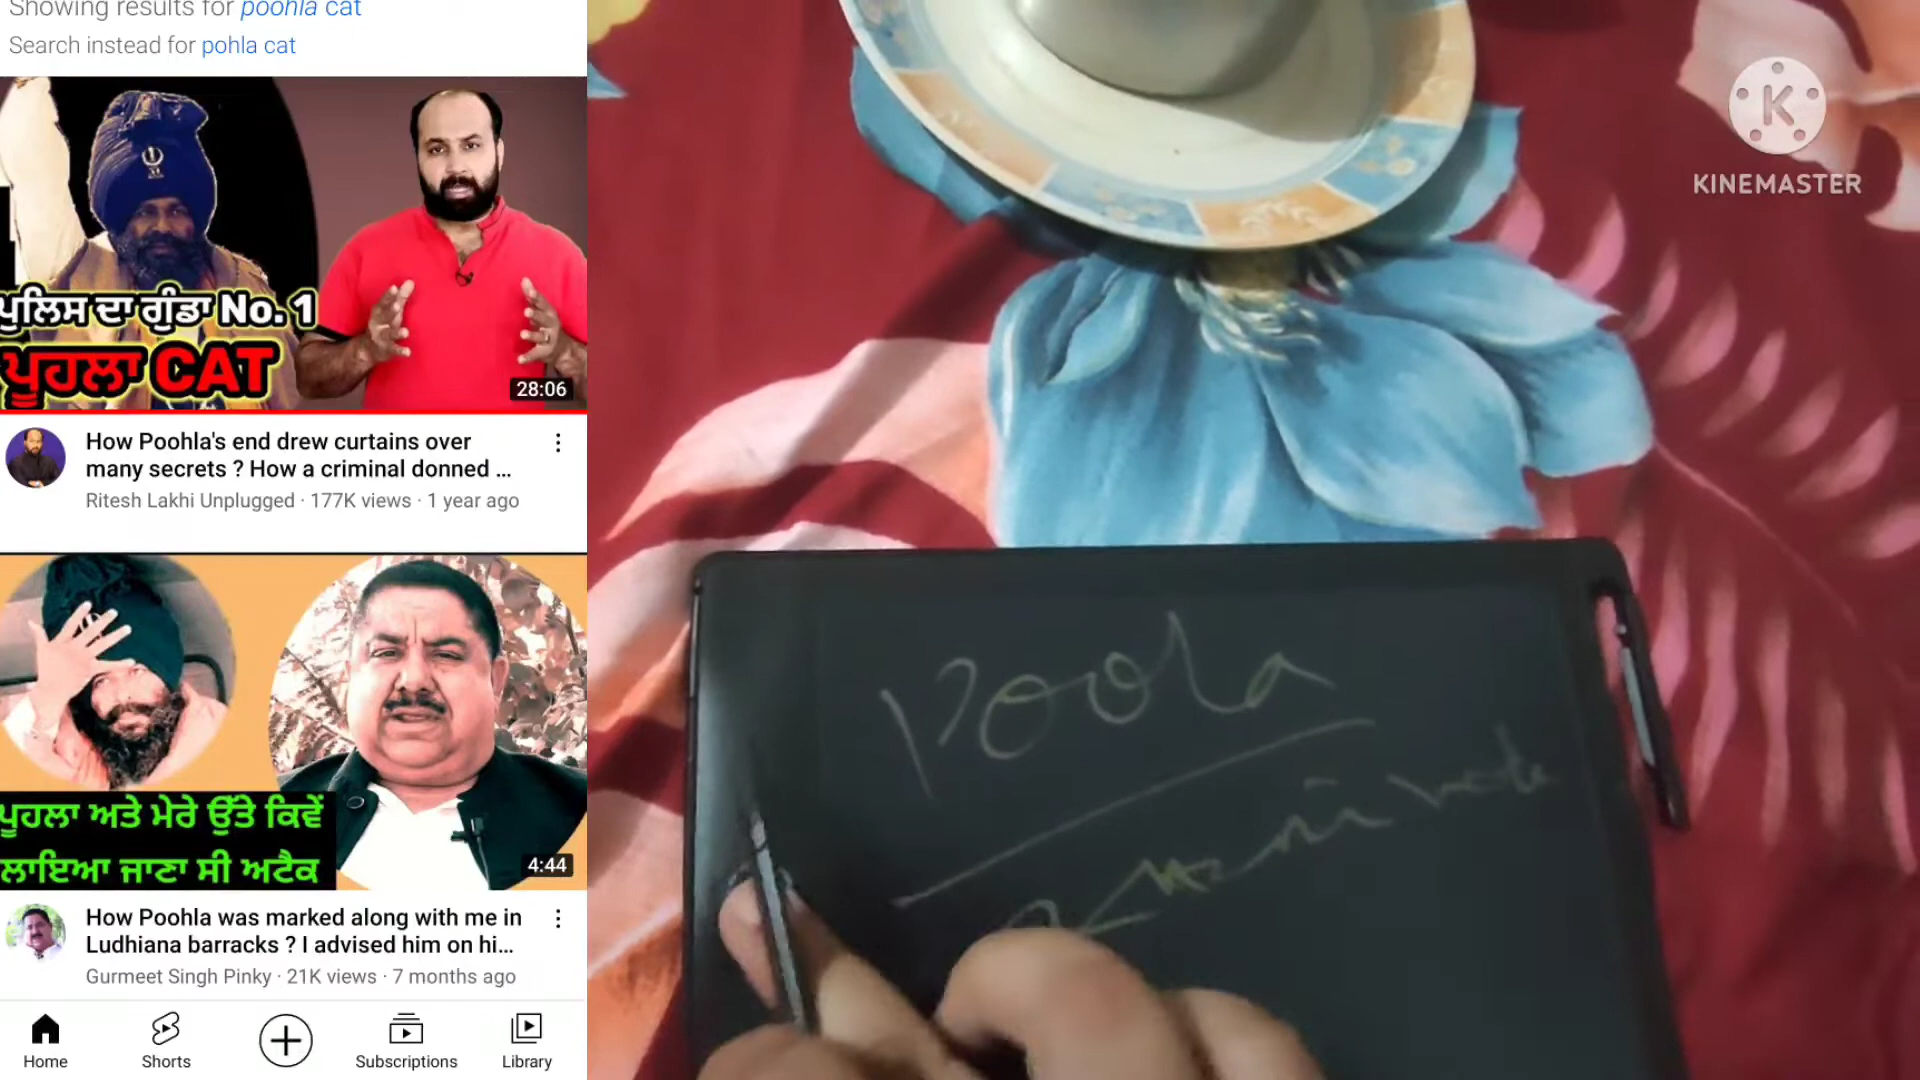 Showing results for poohla cat
Search instead for pohla cat
ਪੁਲਿਸ ਦਾ ਗੁੰਡਾ No. 1
ਪੂਹਲਾ CAT
28:06
How Poohla's end drew curtains over
many secrets ? How a criminal donned ...
Ritesh Lakhi Unplugged · 177K views · 1 year ago
ਪੂਹਲਾ ਅਤੇ ਮੇਰੇ ਉੱਤੇ ਕਿਵੇਂ
ਲਾਇਆ ਜਾਣਾ ਸੀ ਅਟੈਕ
4:44
How Poohla was marked along with me in
Ludhiana barracks ? I advised him on hi...
Gurmeet Singh Pinky · 21K views · 7 months ago
Home
Shorts
Subscriptions
Library
K
KINEMASTER
Poola